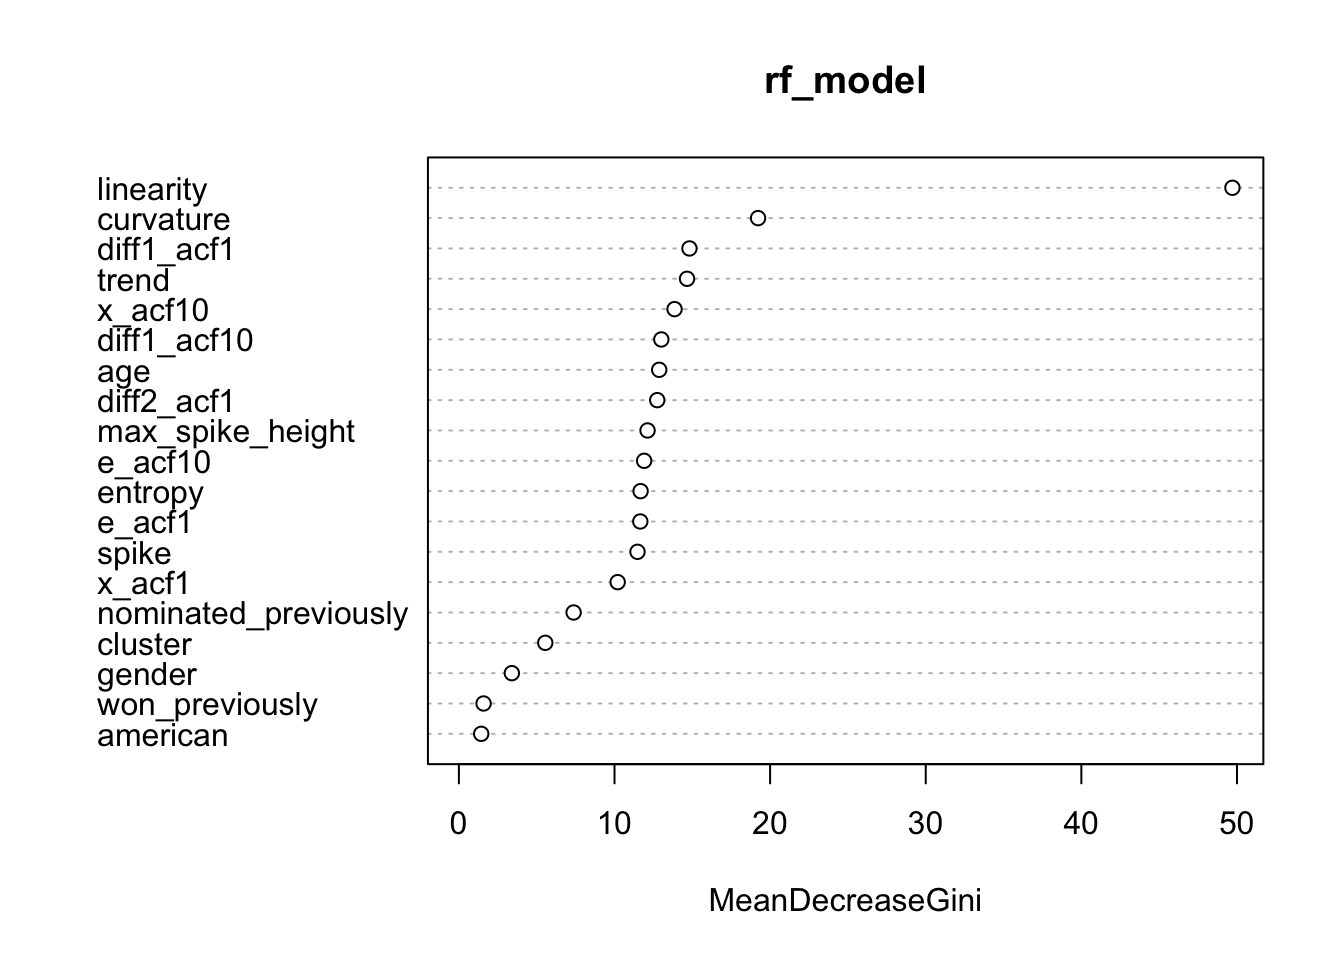 rf_model
linearity
curvature
diff1_acf1
trend
x_acf10
diff1_acf10
age
diff2_acf1
max_spike_height
e_acf10
entropy
e_acf1
spike
x_acf1
nominated_previously
cluster
gender
won_previously
american
0 10 20 30 40 50
MeanDecreaseGini